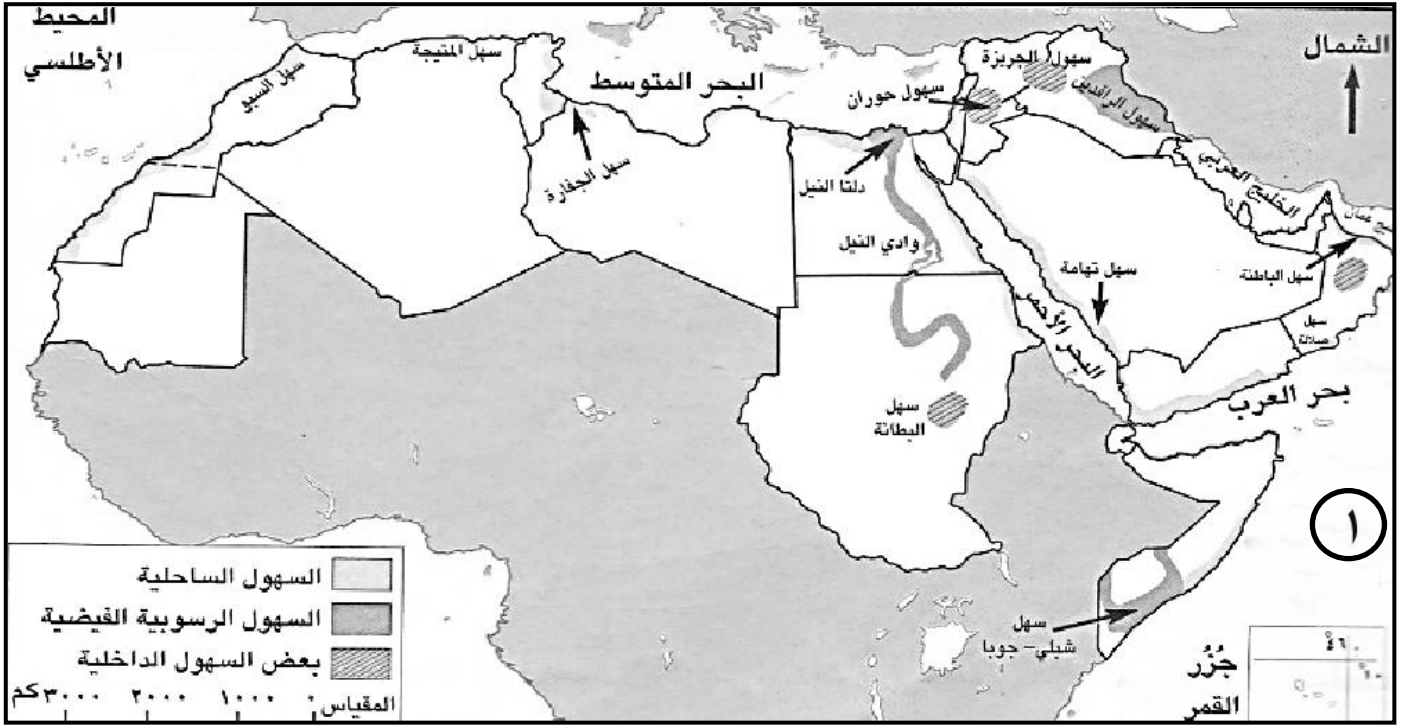 المحيط
الأطلسي
الشمال
سهل المتيجة
سهل السبو
البحر المتوسط
سهول الجزيرة
سهول حوران
سهول الرافدين
سهل الجفارة
دلتا النيل
الخليج العربي
عمان
وادي النيل
سهل تهامة
سهل الباطنة
سهل
صلالة
البحر الأحمر
بحر العرب
سهل
البطانة
١
سهل
شبلي - جوبا
جُزُر
القمر
السهول الساحلية
السهول الرسوبية الفيضية
بعض السهول الداخلية
المقياس ٠ ١٠٠٠ ٢٠٠٠ ٣٠٠٠ كم